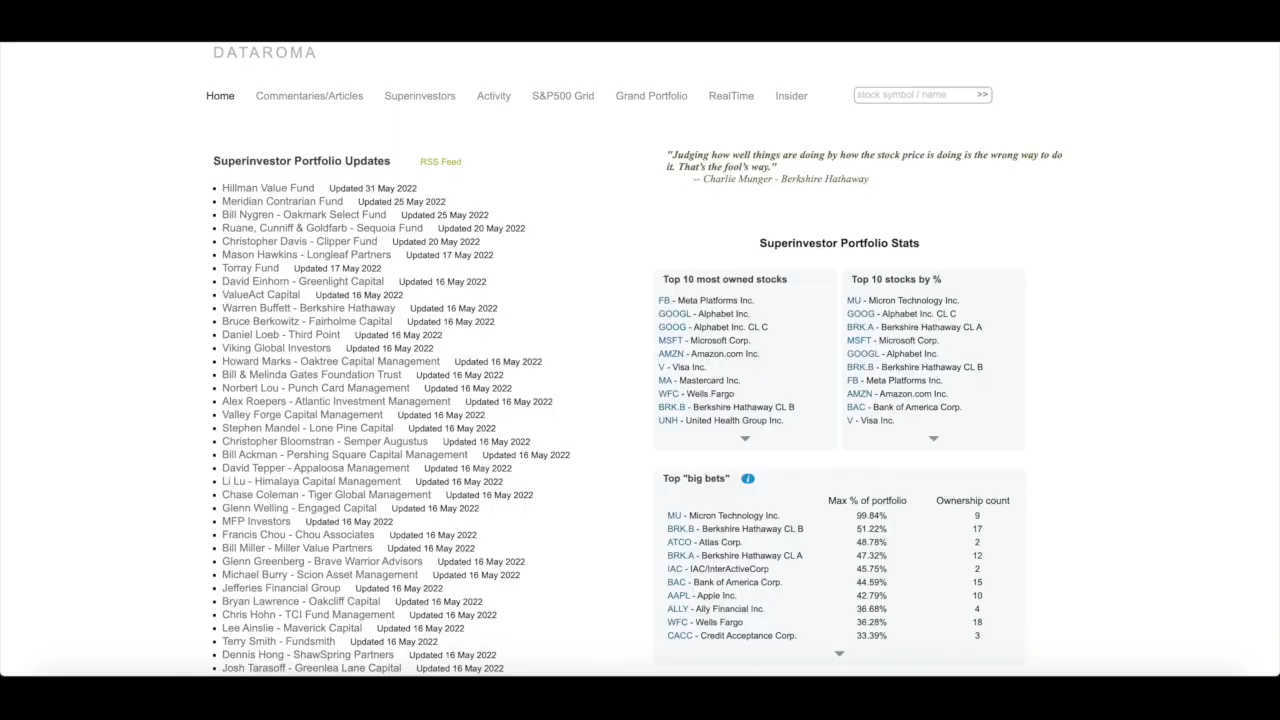 DATAROMA
Home Commentaries/Articles Superinvestors Activity S&P500 Grid Grand Portfolio RealTime Insider stock symbol / name >>
Superinvestor Portfolio Updates RSS Feed
Hillman Value Fund Updated 31 May 2022
Meridian Contrarian Fund Updated 25 May 2022
Bill Nygren - Oakmark Select Fund Updated 25 May 2022
Ruane, Cunniff & Goldfarb - Sequoia Fund Updated 20 May 2022
Christopher Davis - Clipper Fund Updated 20 May 2022
Mason Hawkins - Longleaf Partners Updated 17 May 2022
Torray Fund Updated 17 May 2022
David Einhorn - Greenlight Capital Updated 16 May 2022
ValueAct Capital Updated 16 May 2022
Warren Buffett - Berkshire Hathaway Updated 16 May 2022
Bruce Berkowitz - Fairholme Capital Updated 16 May 2022
Daniel Loeb - Third Point Updated 16 May 2022
Viking Global Investors Updated 16 May 2022
Howard Marks - Oaktree Capital Management Updated 16 May 2022
Bill & Melinda Gates Foundation Trust Updated 16 May 2022
Norbert Lou - Punch Card Management Updated 16 May 2022
Alex Roepers - Atlantic Investment Management Updated 16 May 2022
Valley Forge Capital Management Updated 16 May 2022
Stephen Mandel - Lone Pine Capital Updated 16 May 2022
Christopher Bloomstran - Semper Augustus Updated 16 May 2022
Bill Ackman - Pershing Square Capital Management Updated 16 May 2022
David Tepper - Appaloosa Management Updated 16 May 2022
Li Lu - Himalaya Capital Management Updated 16 May 2022
Chase Coleman - Tiger Global Management Updated 16 May 2022
Glenn Welling - Engaged Capital Updated 16 May 2022
MFP Investors Updated 16 May 2022
Francis Chou - Chou Associates Updated 16 May 2022
Bill Miller - Miller Value Partners Updated 16 May 2022
Glenn Greenberg - Brave Warrior Advisors Updated 16 May 2022
Michael Burry - Scion Asset Management Updated 16 May 2022
Jefferies Financial Group Updated 16 May 2022
Bryan Lawrence - Oakcliff Capital Updated 16 May 2022
Chris Hohn - TCI Fund Management Updated 16 May 2022
Lee Ainslie - Maverick Capital Updated 16 May 2022
Terry Smith - Fundsmith Updated 16 May 2022
Dennis Hong - ShawSpring Partners Updated 16 May 2022
Josh Tarasoff - Greenlea Lane Capital Updated 16 May 2022
"Judging how well things are doing by how the stock price is doing is the wrong way to do
it. That's the fool's way."
-- Charlie Munger - Berkshire Hathaway
Superinvestor Portfolio Stats
Top 10 most owned stocks
FB - Meta Platforms Inc.
GOOGL - Alphabet Inc.
GOOG - Alphabet Inc. CL C
MSFT - Microsoft Corp.
AMZN - Amazon.com Inc.
V - Visa Inc.
MA - Mastercard Inc.
WFC - Wells Fargo
BRK.B - Berkshire Hathaway CL B
UNH - United Health Group Inc.
Top 10 stocks by %
MU - Micron Technology Inc.
GOOG - Alphabet Inc. CL C
BRK.A - Berkshire Hathaway CL A
MSFT - Microsoft Corp.
GOOGL - Alphabet Inc.
BRK.B - Berkshire Hathaway CL B
FB - Meta Platforms Inc.
AMZN - Amazon.com Inc.
BAC - Bank of America Corp.
V - Visa Inc.
Top "big bets" i
Max % of portfolio Ownership count
MU - Micron Technology Inc. 99.84% 9
BRK.B - Berkshire Hathaway CL B 51.22% 17
ATCO - Atlas Corp. 48.78% 2
BRK.A - Berkshire Hathaway CL A 47.32% 12
IAC - IAC/InterActiveCorp 45.75% 2
BAC - Bank of America Corp. 44.59% 15
AAPL - Apple Inc. 42.79% 10
ALLY - Ally Financial Inc. 36.68% 4
WFC - Wells Fargo 36.28% 18
CACC - Credit Acceptance Corp. 33.39% 3